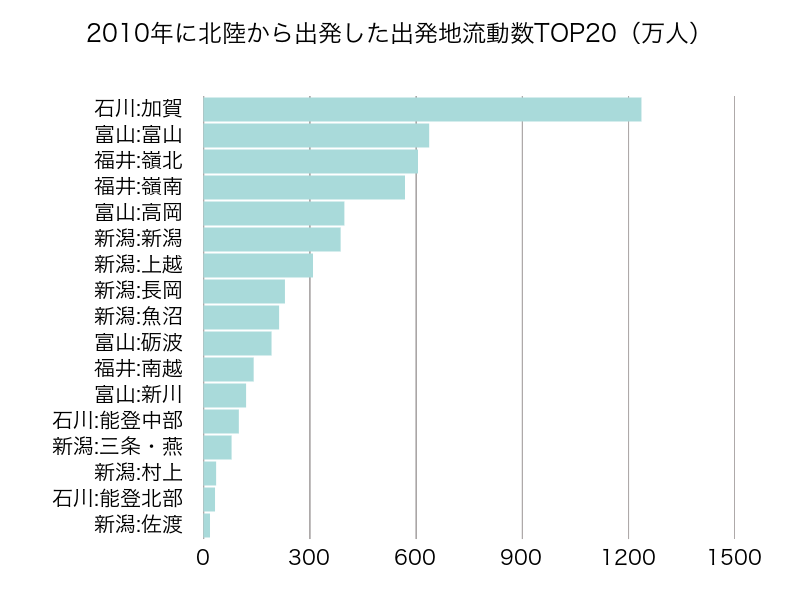 2010年に北陸から出発した出発地流動数TOP20（万人）
石川:加賀
富山:富山
福井:嶺北
福井:嶺南
富山:高岡
新潟:新潟
新潟:上越
新潟:長岡
新潟:魚沼
富山:砺波
福井:南越
富山:新川
石川:能登中部
新潟:三条・燕
新潟:村上
石川:能登北部
新潟:佐渡
0 300 600 900 1200 1500